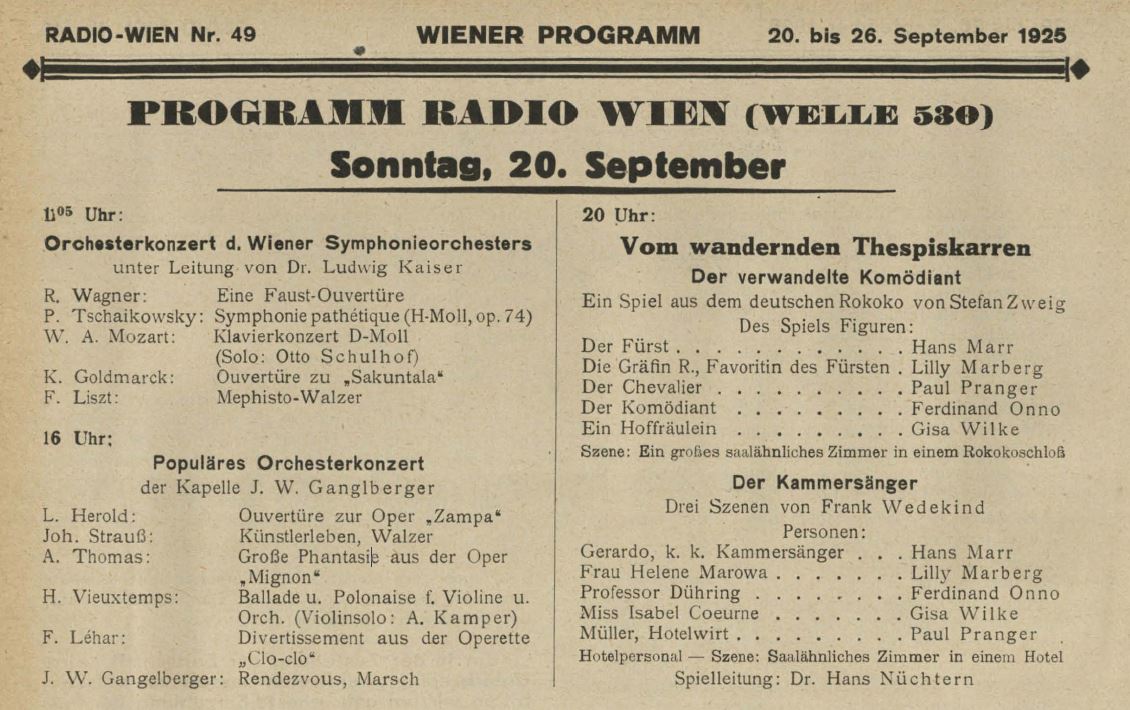 RADIO-WIEN Nr. 49 WIENER PROGRAMM 20. bis 26. September 1925
PROGRAMM RADIO WIEN (WELLE 530)
Sonntag, 20. September
11⁰⁵ Uhr:
Orchesterkonzert d. Wiener Symphonieorchesters
unter Leitung von Dr. Ludwig Kaiser
R. Wagner: Eine Faust-Ouvertüre
P. Tschaikowsky: Symphonie pathétique (H-Moll, op. 74)
W. A. Mozart: Klavierkonzert D-Moll
(Solo: Otto Schulhof)
K. Goldmarck: Ouvertüre zu „Sakuntala“
F. Liszt: Mephisto-Walzer
16 Uhr:
Populäres Orchesterkonzert
der Kapelle J. W. Ganglberger
L. Herold: Ouvertüre zur Oper „Zampa“
Joh. Strauß: Künstlerleben, Walzer
A. Thomas: Große Phantasie aus der Oper
„Mignon“
H. Vieuxtemps: Ballade u. Polonaise f. Violine u.
Orch. (Violinsolo: A. Kamper)
F. Léhar: Divertissement aus der Operette
„Clo-clo“
J. W. Gangelberger: Rendezvous, Marsch
20 Uhr:
Vom wandernden Thespiskarren
Der verwandelte Komödiant
Ein Spiel aus dem deutschen Rokoko von Stefan Zweig
Des Spiels Figuren:
Der Fürst . . . . . . . . . . . . Hans Marr
Die Gräfin R., Favoritin des Fürsten . Lilly Marberg
Der Chevalier . . . . . . . . . . Paul Pranger
Der Komödiant . . . . . . . . . Ferdinand Onno
Ein Hoffräulein . . . . . . . . . Gisa Wilke
Szene: Ein großes saalähnliches Zimmer in einem Rokokoschloß
Der Kammersänger
Drei Szenen von Frank Wedekind
Personen:
Gerardo, k. k. Kammersänger . . . Hans Marr
Frau Helene Marowa . . . . . . . Lilly Marberg
Professor Dühring . . . . . . . . Ferdinand Onno
Miss Isabel Coeurne . . . . . . . Gisa Wilke
Müller, Hotelwirt . . . . . . . . . Paul Pranger
Hotelpersonal — Szene: Saalähnliches Zimmer in einem Hotel
Spielleitung: Dr. Hans Nüchtern